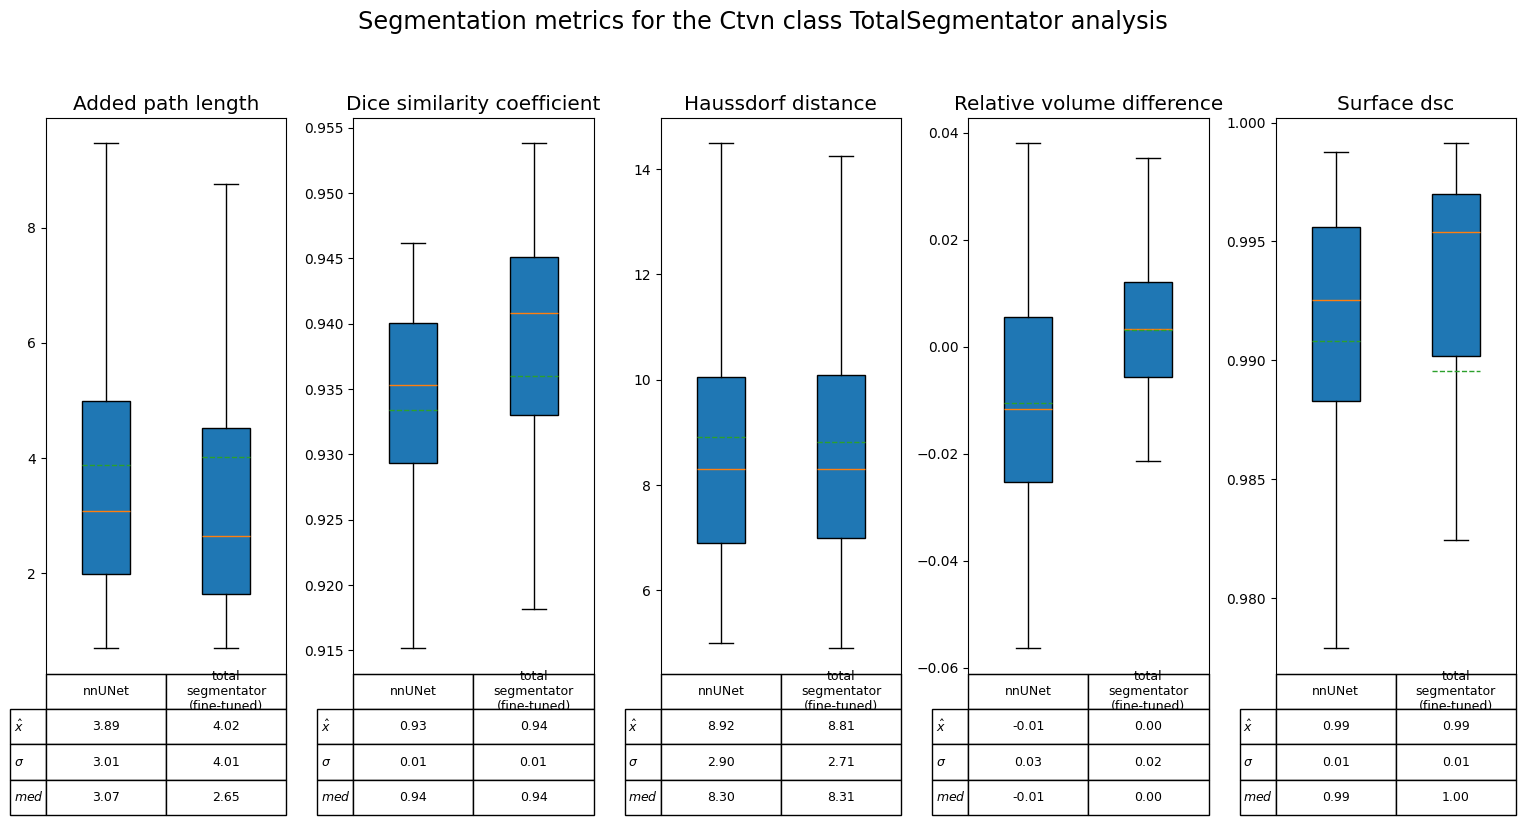 Segmentation metrics for the Ctvn class TotalSegmentator analysis
Added path length
8
6
4
2
nnUNet
total
segmentator
(fine-tuned)
x̂ 3.89 4.02
σ 3.01 4.01
med 3.07 2.65
Dice similarity coefficient
0.955
0.950
0.945
0.940
0.935
0.930
0.925
0.920
0.915
nnUNet
total
segmentator
(fine-tuned)
x̂ 0.93 0.94
σ 0.01 0.01
med 0.94 0.94
Haussdorf distance
14
12
10
8
6
nnUNet
total
segmentator
(fine-tuned)
x̂ 8.92 8.81
σ 2.90 2.71
med 8.30 8.31
Relative volume difference
0.04
0.02
0.00
−0.02
−0.04
−0.06
nnUNet
total
segmentator
(fine-tuned)
x̂ -0.01 0.00
σ 0.03 0.02
med -0.01 0.00
Surface dsc
1.000
0.995
0.990
0.985
0.980
nnUNet
total
segmentator
(fine-tuned)
x̂ 0.99 0.99
σ 0.01 0.01
med 0.99 1.00